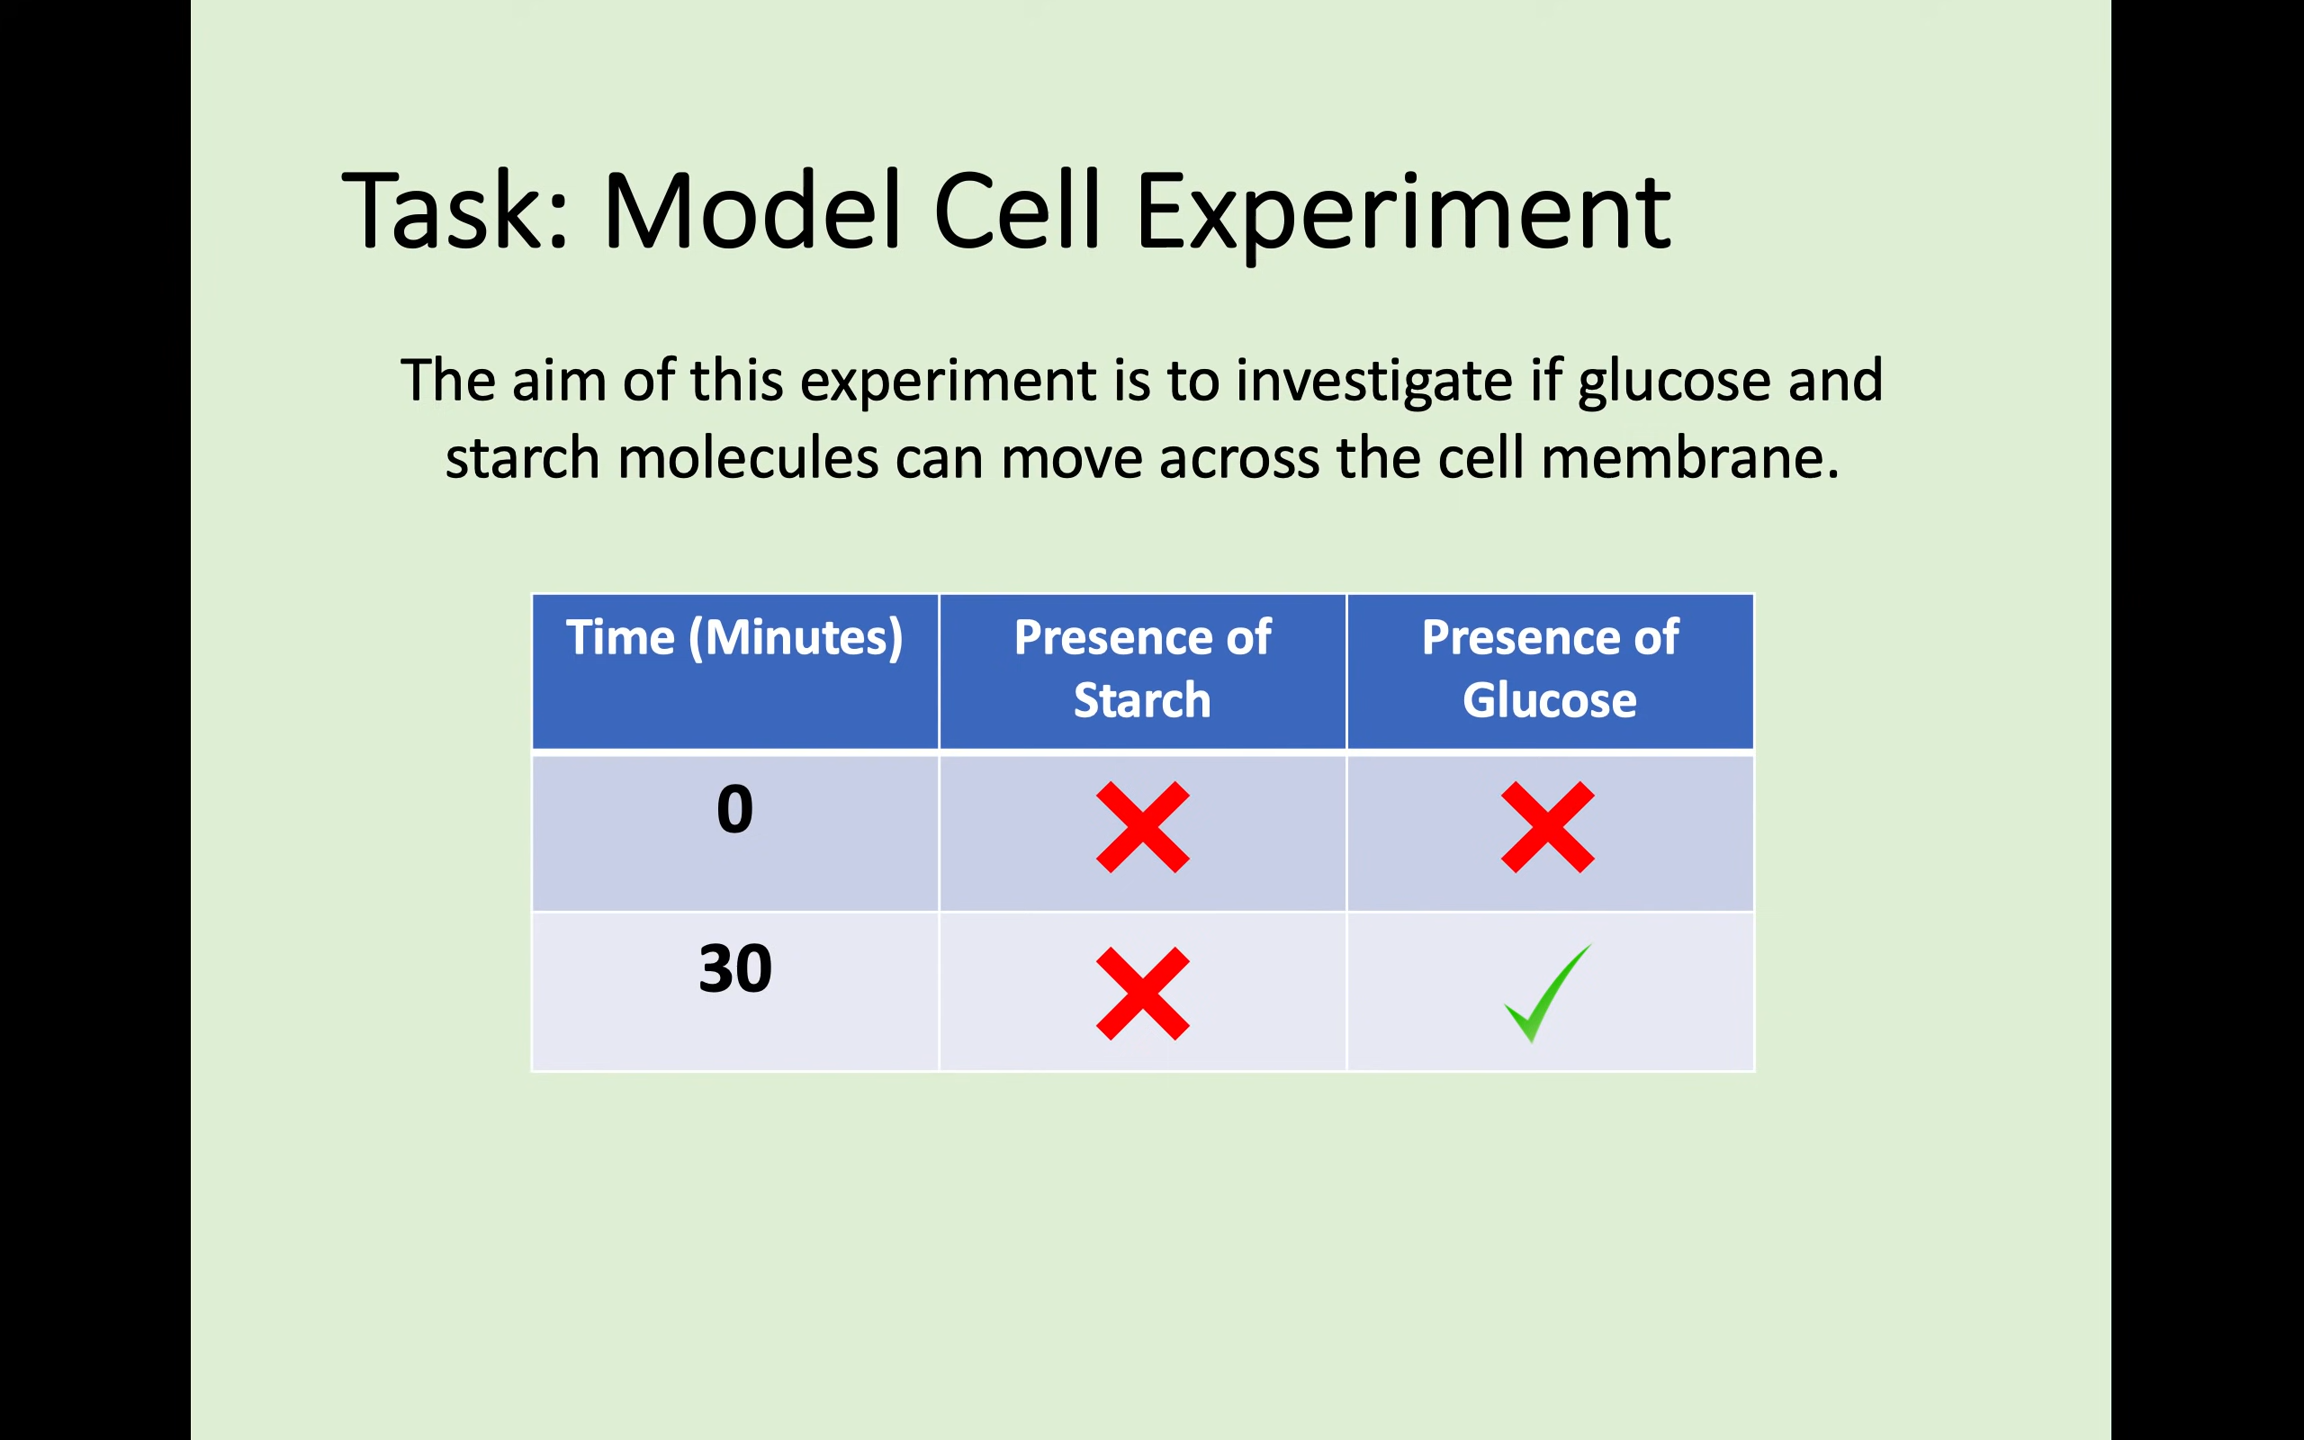 Task: Model Cell Experiment
The aim of this experiment is to investigate if glucose and
starch molecules can move across the cell membrane.
Time (Minutes) Presence of Starch Presence of Glucose
0
30